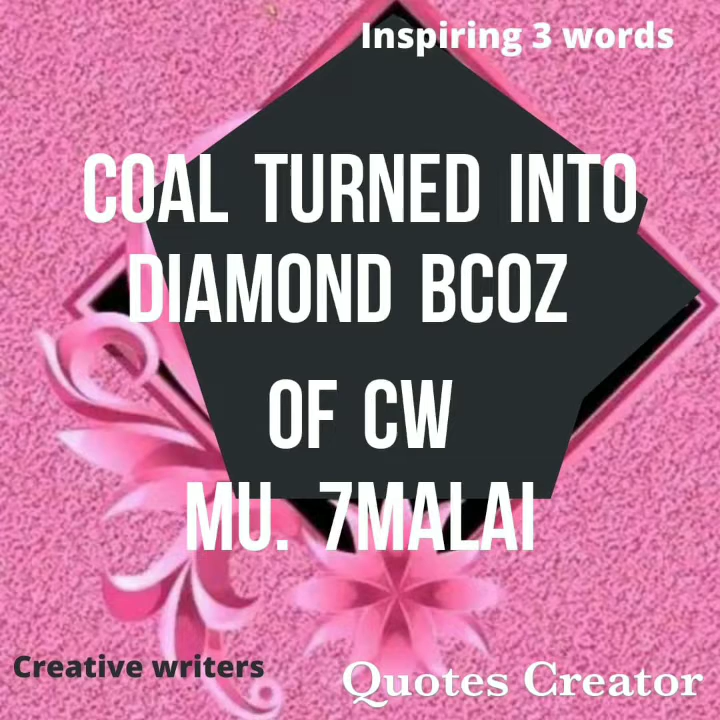 Inspiring 3 words
COAL TURNED INTO
DIAMOND BCOZ
OF CW
MU. 7MALAI
Creative writers
Quotes Creator